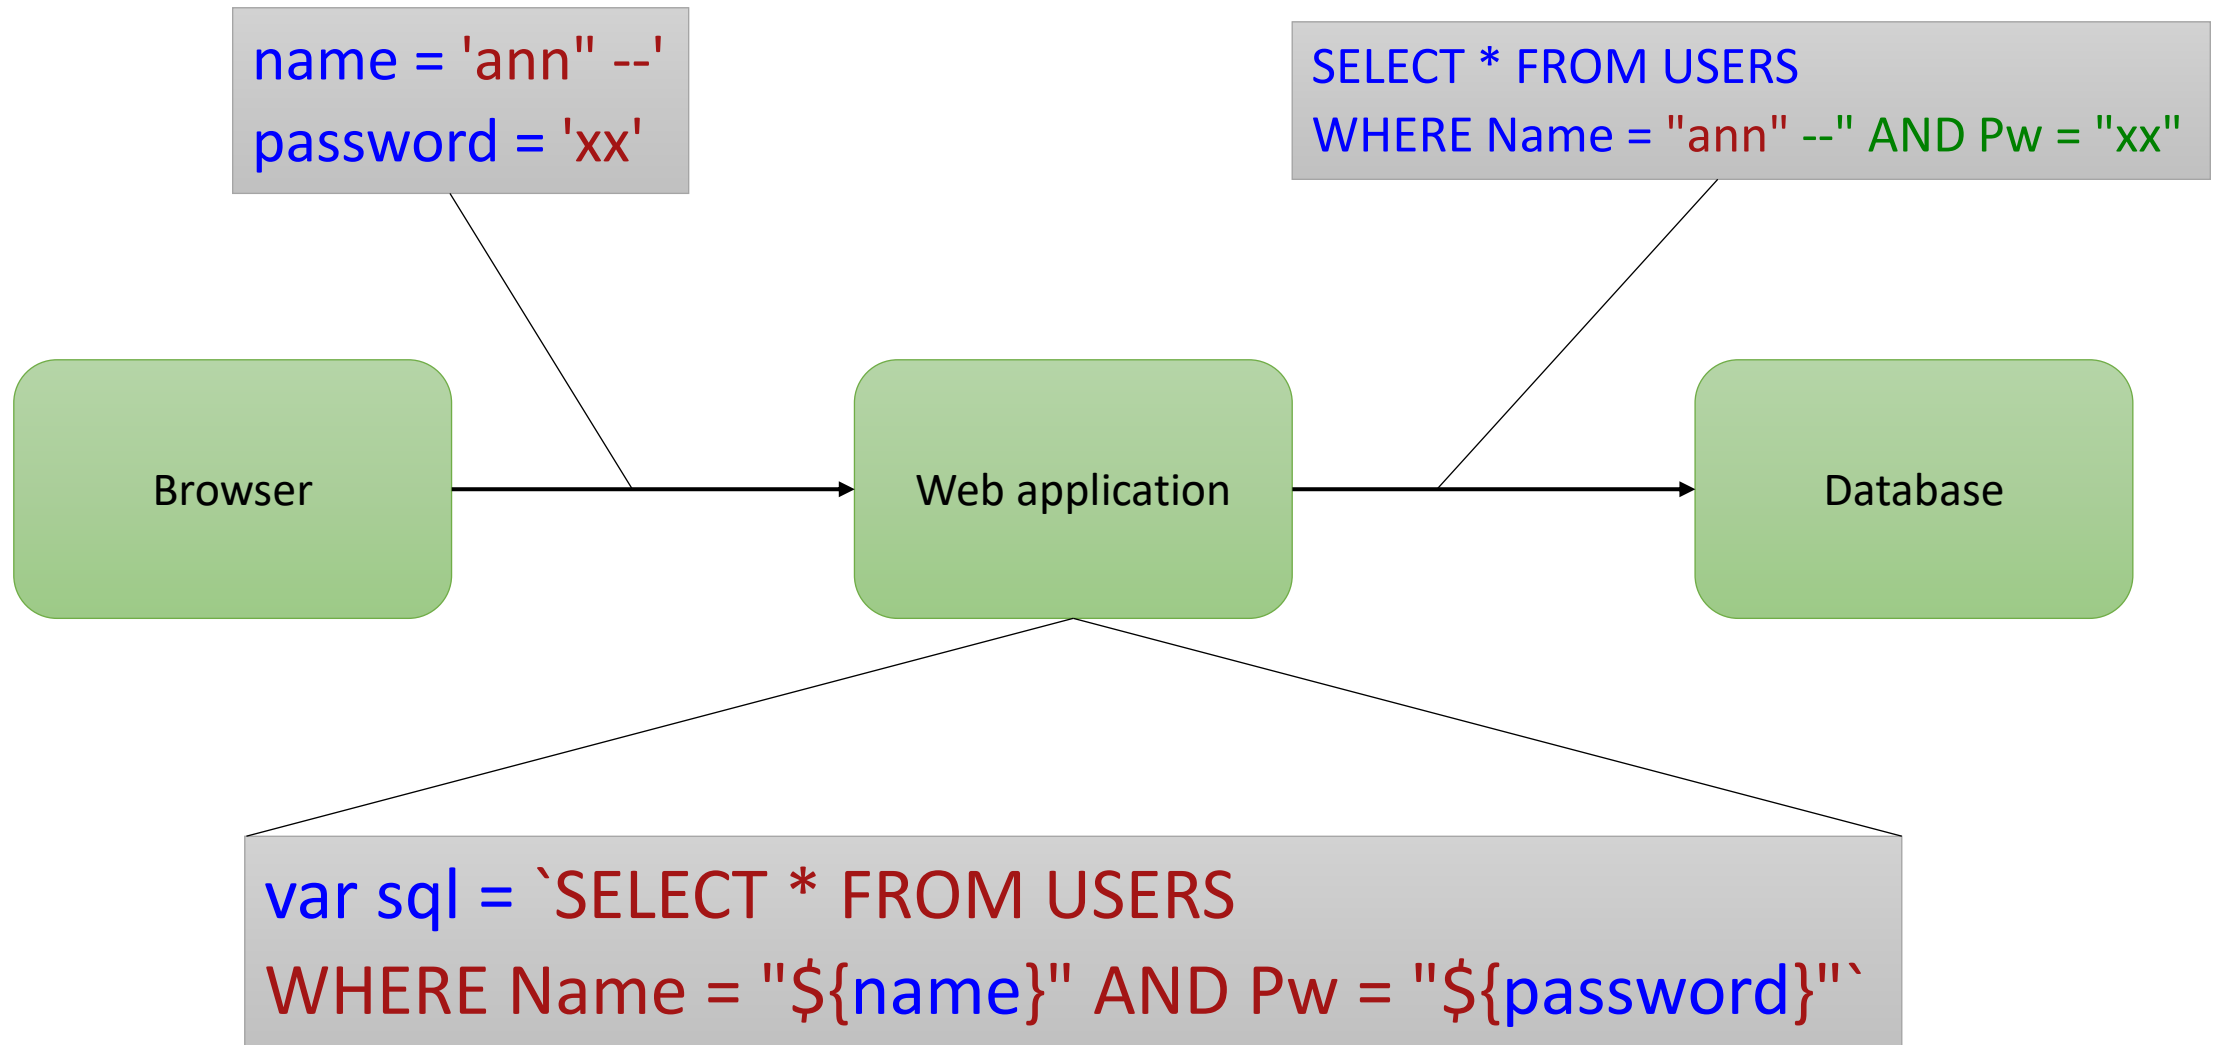 name = 'ann" --'
password = 'xx'
SELECT * FROM USERS
WHERE Name = "ann" --" AND Pw = "xx"
Browser
Web application
Database
var sql = `SELECT * FROM USERS
WHERE Name = "${name}" AND Pw = "${password}"`